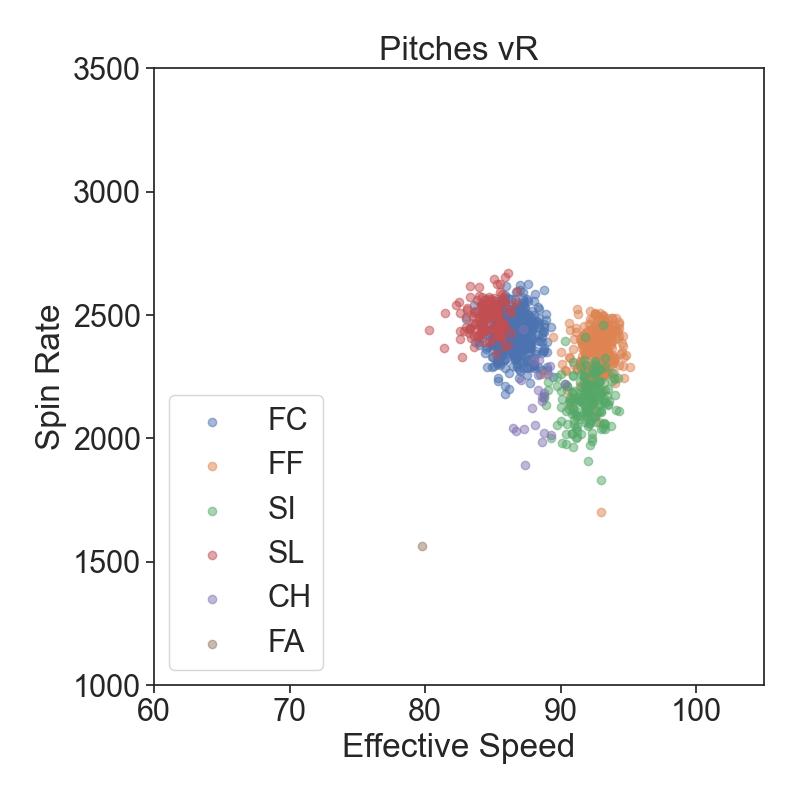 Pitches vR
3500
3000
2500
2000
1500
1000
Spin Rate
FC
FF
SI
SL
CH
FA
60 70 80 90 100
Effective Speed